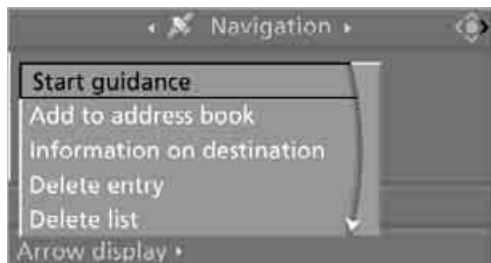 Navigation
Start guidance
Add to address book
Information on destination
Delete entry
Delete list
Arrow display